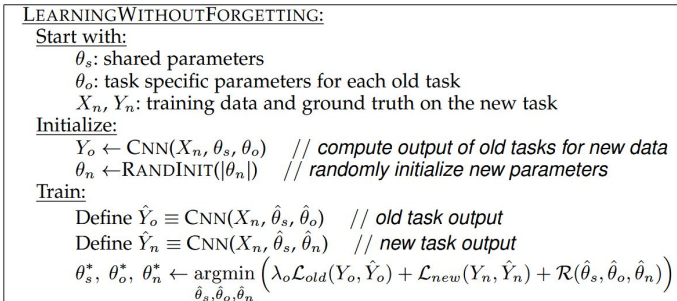 LEARNINGWITHOUTFORGETTING:
Start with:
θₛ: shared parameters
θₒ: task specific parameters for each old task
Xₙ, Yₙ: training data and ground truth on the new task
Initialize:
Yₒ ← CNN(Xₙ, θₛ, θₒ) // compute output of old tasks for new data
θₙ ←RANDINIT(|θₙ|) // randomly initialize new parameters
Train:
Define Ŷₒ ≡ CNN(Xₙ, θ̂ₛ, θ̂ₒ) // old task output
Define Ŷₙ ≡ CNN(Xₙ, θ̂ₛ, θ̂ₙ) // new task output
θₛ*, θₒ*, θₙ* ← argmin (λₒ𝓛_old(Yₒ, Ŷₒ) + 𝓛_new(Yₙ, Ŷₙ) + 𝓡(θ̂ₛ, θ̂ₒ, θ̂ₙ))
θ̂ₛ,θ̂ₒ,θ̂ₙ